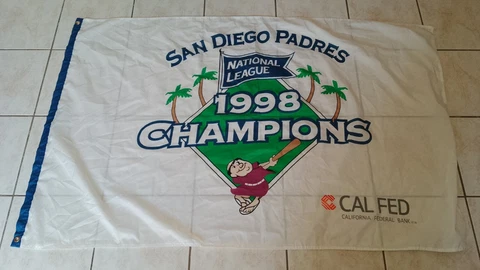 SAN DIEGO PADRES
NATIONAL
LEAGUE
1998
CHAMPIONS
CAL FED
CALIFORNIA FEDERAL BANK